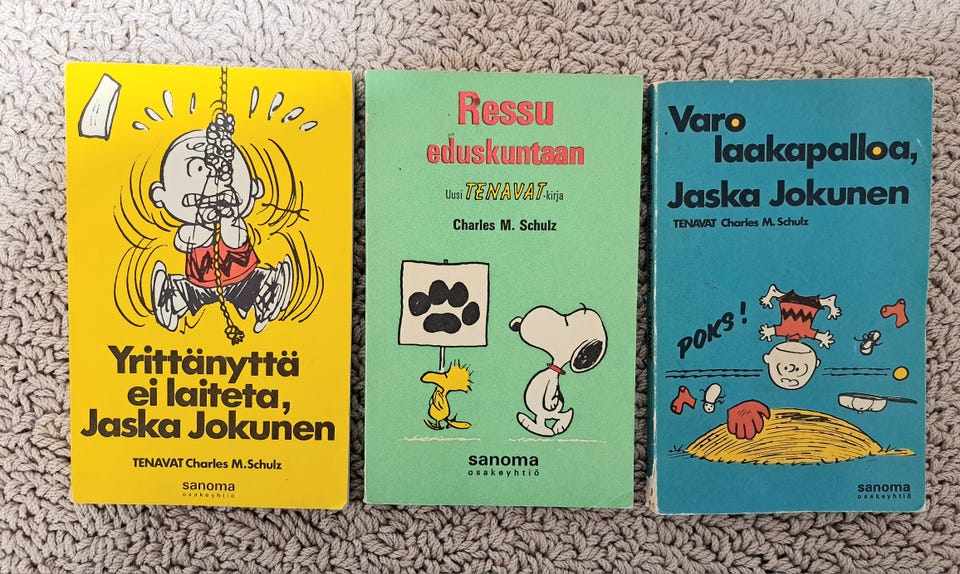 Yrittänyttä
ei laiteta,
Jaska Jokunen
TENAVAT Charles M. Schulz
sanoma
osakeyhtiö
Ressu
eduskuntaan
Uusi TENAVAT-kirja
Charles M. Schulz
sanoma
osakeyhtiö
Varo
laakapalloa,
Jaska Jokunen
TENAVAT Charles M. Schulz
POKS!
sanoma
osakeyhtiö